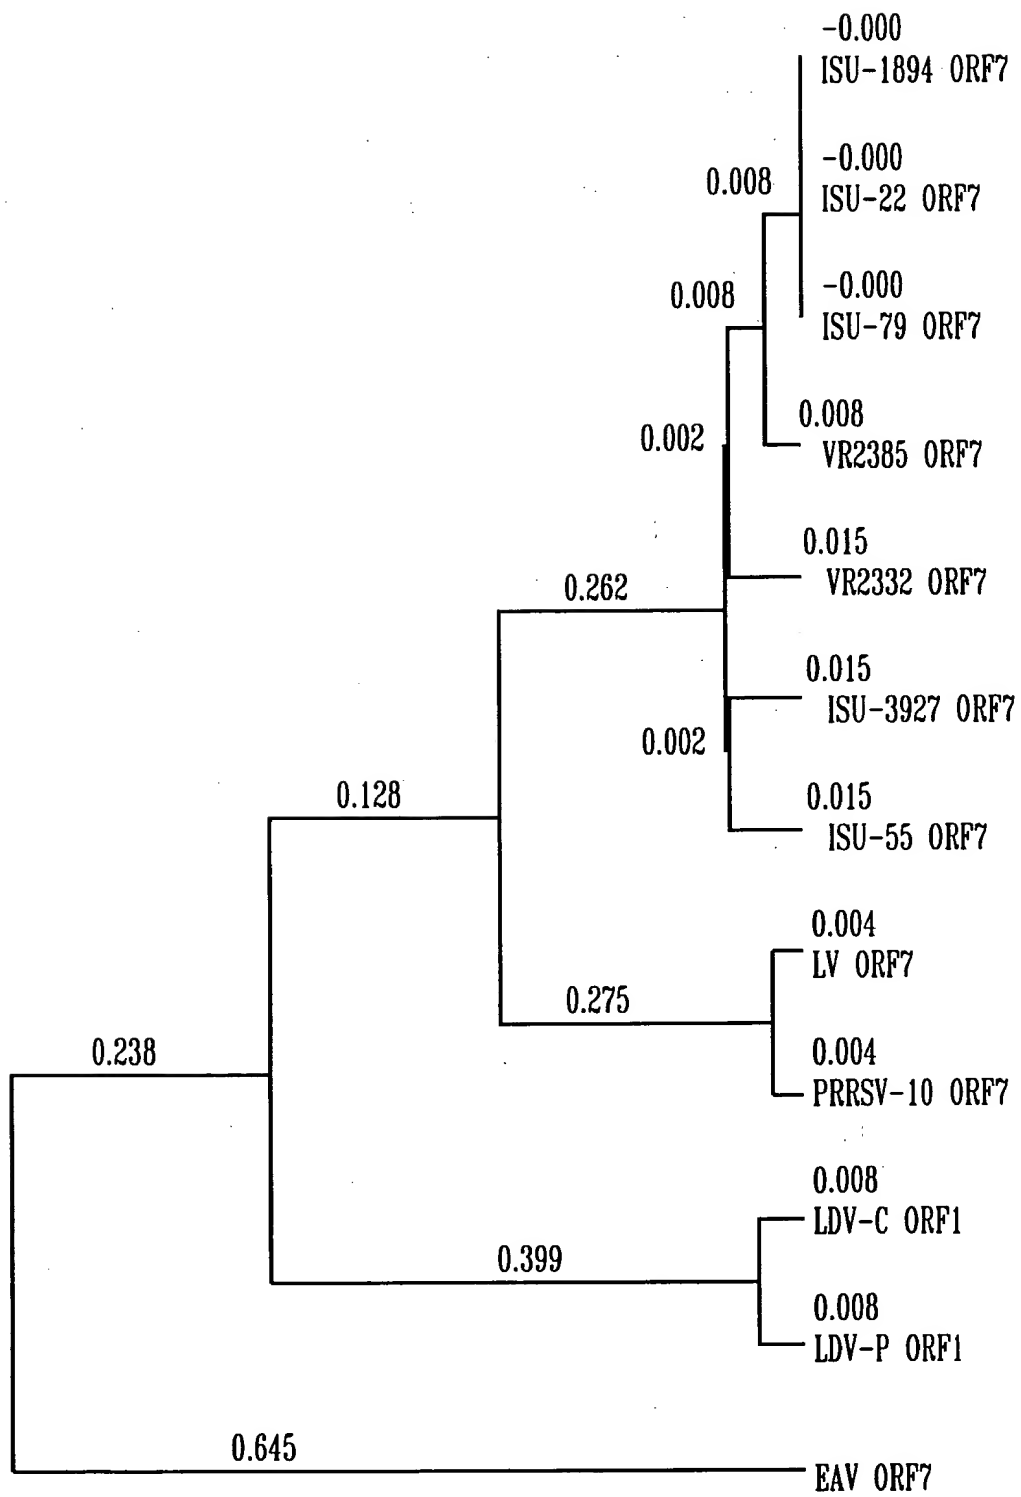 -0.000
ISU-1894 ORF7
-0.000
0.008
ISU-22 ORF7
-0.000
0.008
ISU-79 ORF7
0.008
0.002
VR2385 ORF7
0.015
VR2332 ORF7
0.262
0.015
ISU-3927 ORF7
0.002
0.128
0.015
ISU-55 ORF7
0.004
LV ORF7
0.275
0.238
0.004
PRRSV-10 ORF7
0.008
LDV-C ORF1
0.399
0.008
LDV-P ORF1
0.645
EAV ORF7